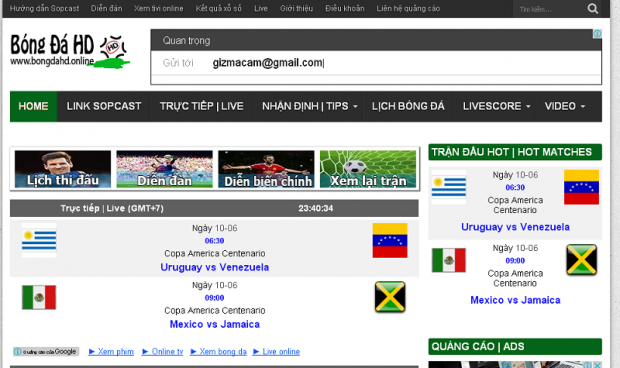 Hướng dẫn Sopcast Diễn đàn Xem tivi online Kết quả xổ số Live Giới thiệu Điều khoản Liên hệ quảng cáo Tìm kiếm...
Bóng Đá HD
HD
www.bongdahd.online
Quan trọng
Gửi tới gizmacam@gmail.com
HOME LINK SOPCAST TRỰC TIẾP | LIVE NHẬN ĐỊNH | TIPS LỊCH BÓNG ĐÁ LIVESCORE VIDEO
Lịch thi đấu Diễn đàn Diễn biến chính Xem lại trận
Trực tiếp | Live (GMT+7) 23:40:34
Ngày 10-06
06:30
Copa America Centenario
Uruguay vs Venezuela
Ngày 10-06
09:00
Copa America Centenario
Mexico vs Jamaica
Quảng cáo của Google Xem phim Online tv Xem bong da Live online
TRẬN ĐẤU HOT | HOT MATCHES
Ngày 10-06
06:30
Copa America
Centenario
Uruguay vs Venezuela
Ngày 10-06
09:00
Copa America
Centenario
Mexico vs Jamaica
QUẢNG CÁO | ADS